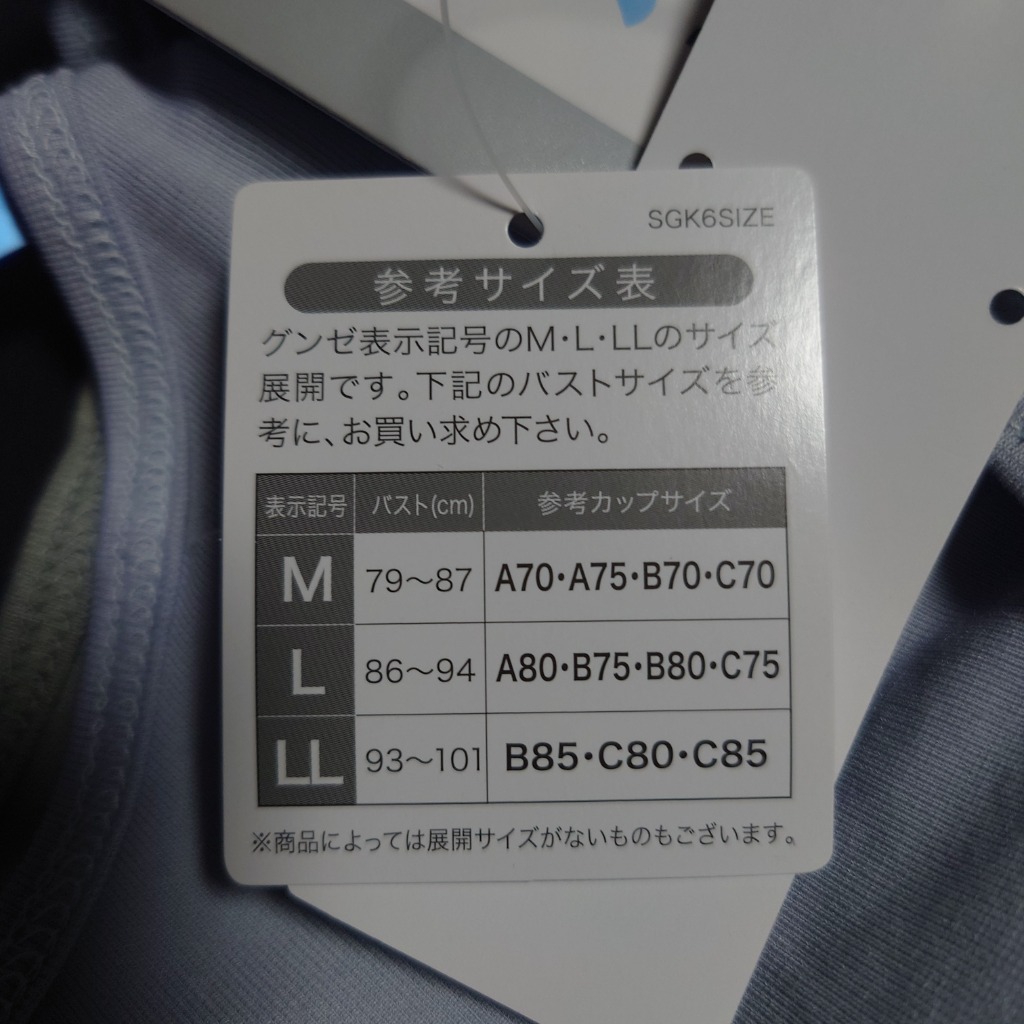 SGK6SIZE
参考サイズ表
グンゼ表示記号のM・L・LLのサイズ
展開です。下記のバストサイズを参
考に、お買い求め下さい。
表示記号 バスト(cm) 参考カップサイズ
M 79〜87 A70・A75・B70・C70
L 86〜94 A80・B75・B80・C75
LL 93〜101 B85・C80・C85
※商品によっては展開サイズがないものもございます。